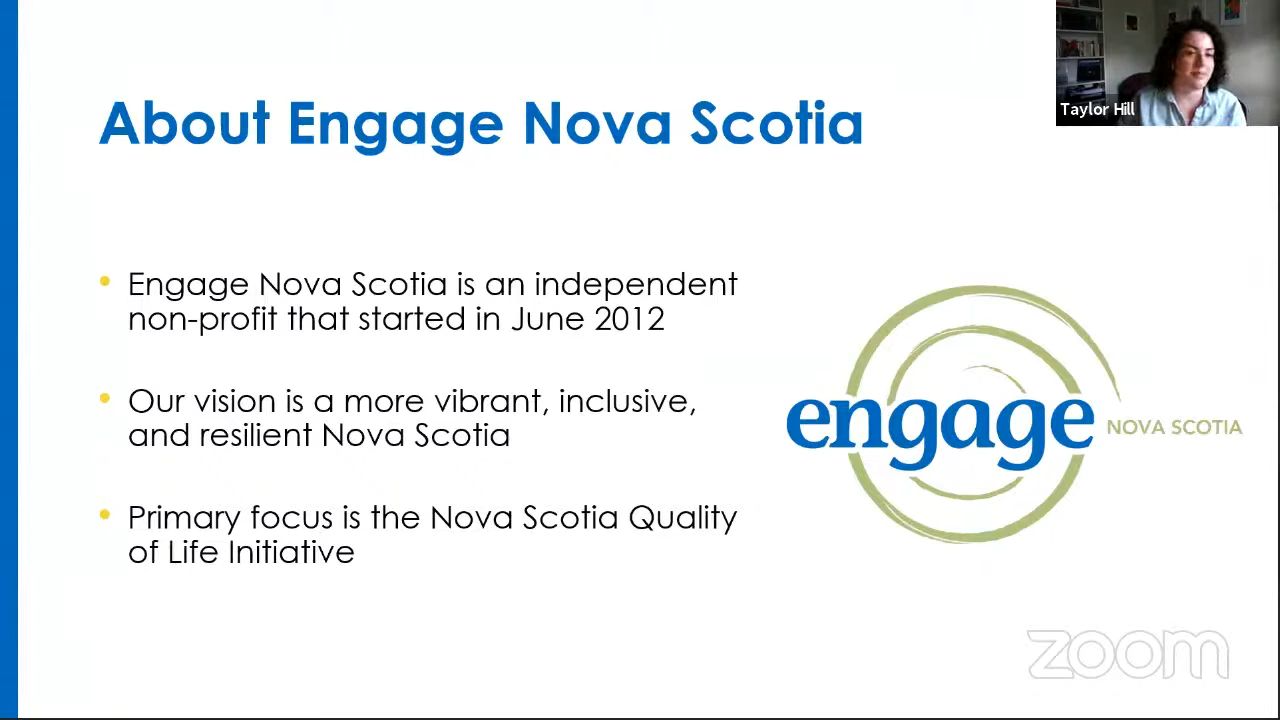 Taylor Hill
About Engage Nova Scotia
• Engage Nova Scotia is an independent
non-profit that started in June 2012
• Our vision is a more vibrant, inclusive,
and resilient Nova Scotia
• Primary focus is the Nova Scotia Quality
of Life Initiative
engage NOVA SCOTIA
zoom